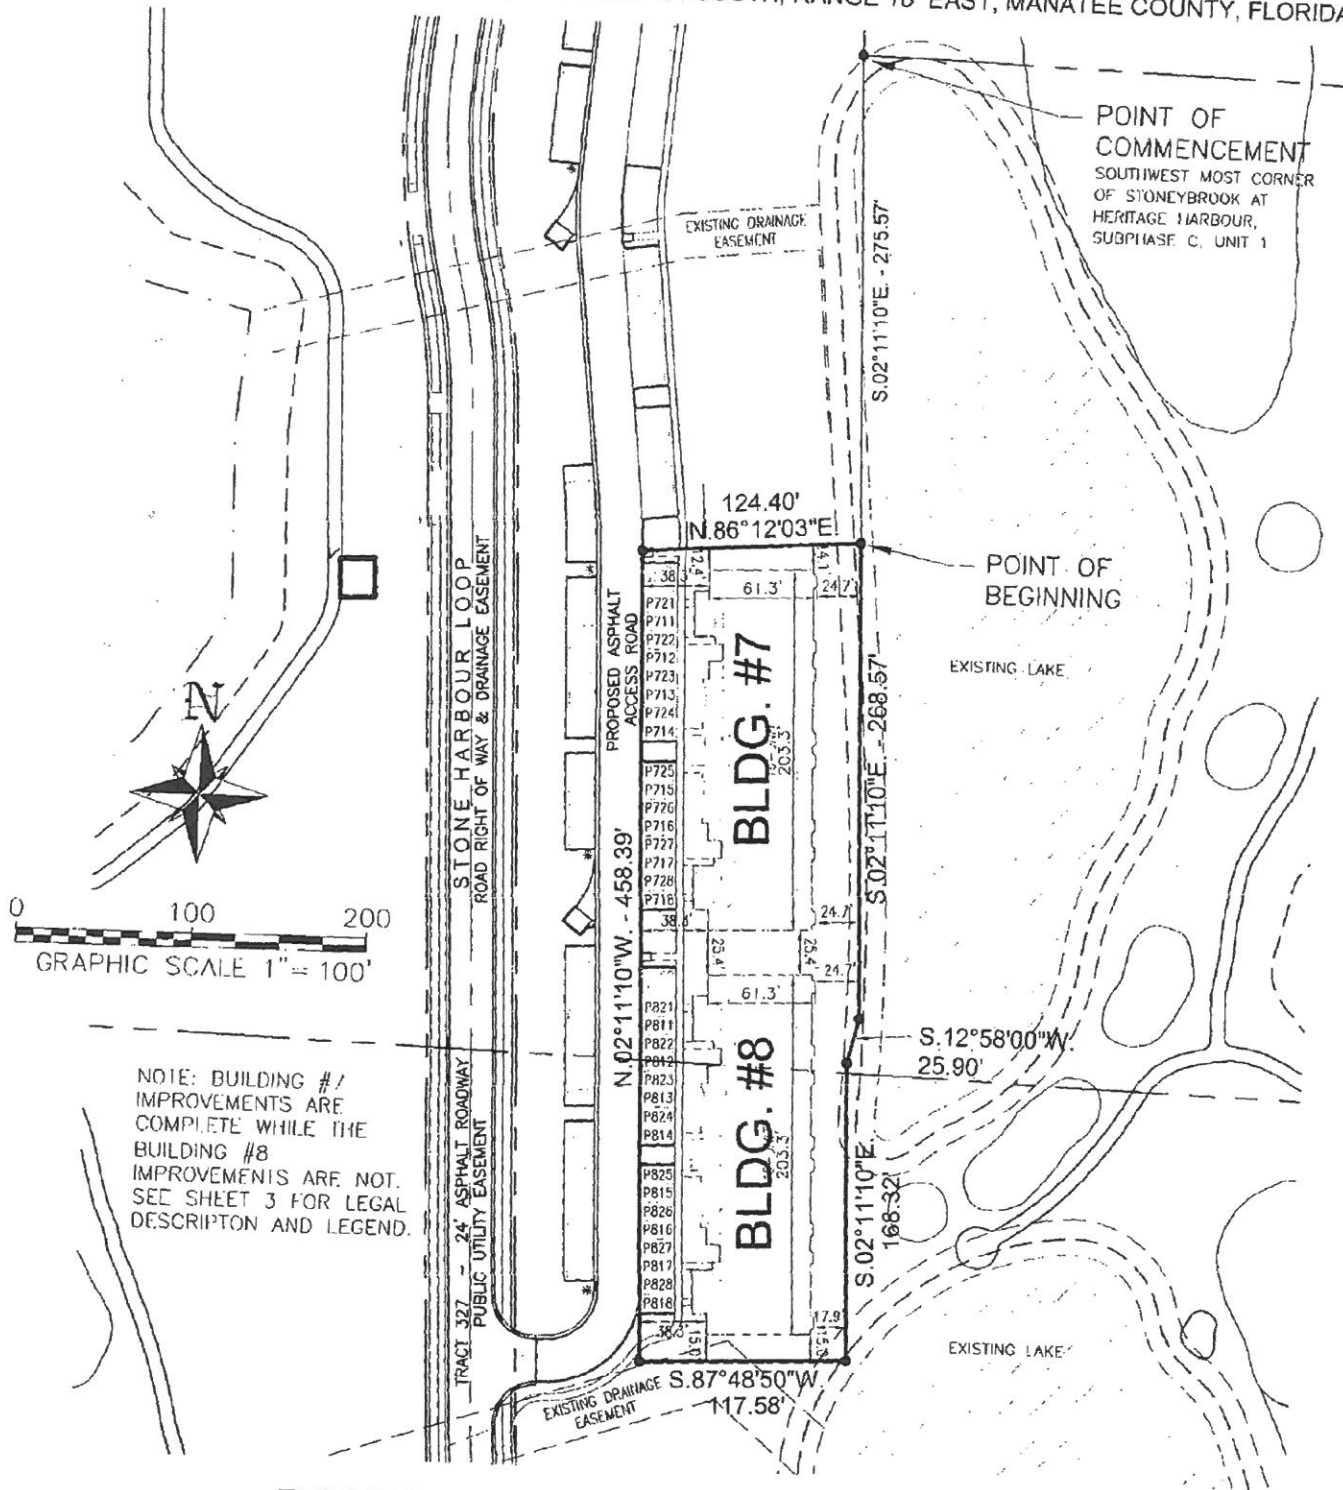 SOUTH, RANGE 18 EAST, MANATEE COUNTY, FLORIDA
POINT OF
COMMENCEMENT
SOUTHWEST MOST CORNER
OF STONEYBROOK AT
HERITAGE HARBOUR,
SUBPHASE C, UNIT 1
EXISTING DRAINAGE
EASEMENT
S.02°11'10"E. - 275.57'
124.40'
N.86°12'03"E.
POINT OF
BEGINNING
38.3'
61.3'
24.7'
P721
P711
P722
P712
P723
P713
P724
P714
P725
P715
P726
P716
P727
P717
P728
P718
BLDG. #7
203.3'
PROPOSED ASPHALT
ACCESS ROAD
STONE HARBOUR LOOP
ROAD RIGHT OF WAY & DRAINAGE EASEMENT
EXISTING LAKE
S.02°11'10"E. - 268.57'
N
0 100 200
GRAPHIC SCALE 1"= 100'
N.02°11'10"W. - 458.39'
24.7'
25.4'
25.4'
24.7'
61.3'
P821
P811
P822
P812
P823
P813
P824
P814
P825
P815
P826
P816
P827
P817
P828
P818
BLDG. #8
203.3'
S.12°58'00"W.
25.90'
NOTE: BUILDING #7
IMPROVEMENTS ARE
COMPLETE WHILE THE
BUILDING #8
IMPROVEMENTS ARE NOT.
SEE SHEET 3 FOR LEGAL
DESCRIPTON AND LEGEND.
TRACT 327 - 24' ASPHALT ROADWAY
PUBLIC UTILITY EASEMENT
S.02°11'10"E.
168.32'
38.3'
15.0'
17.9'
EXISTING LAKE
S.87°48'50"W.
117.58'
EXISTING DRAINAGE
EASEMENT